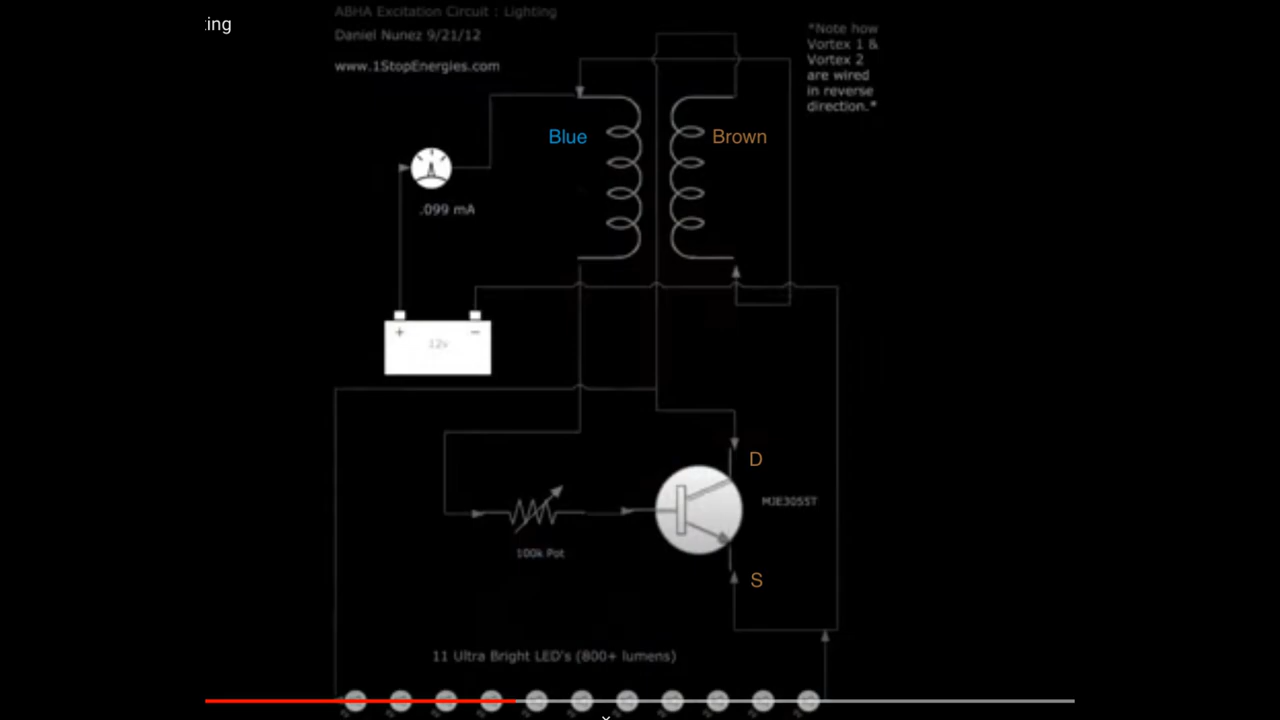 ing
ABHA Excitation Circuit : Lighting
Daniel Nunez 9/21/12
www.1StopEnergies.com
*Note how
Vortex 1 &
Vortex 2
are wired
in reverse
direction.*
Blue
Brown
.099 mA
+ −
12v
D
MJE3055T
100k Pot
S
11 Ultra Bright LED's (800+ lumens)